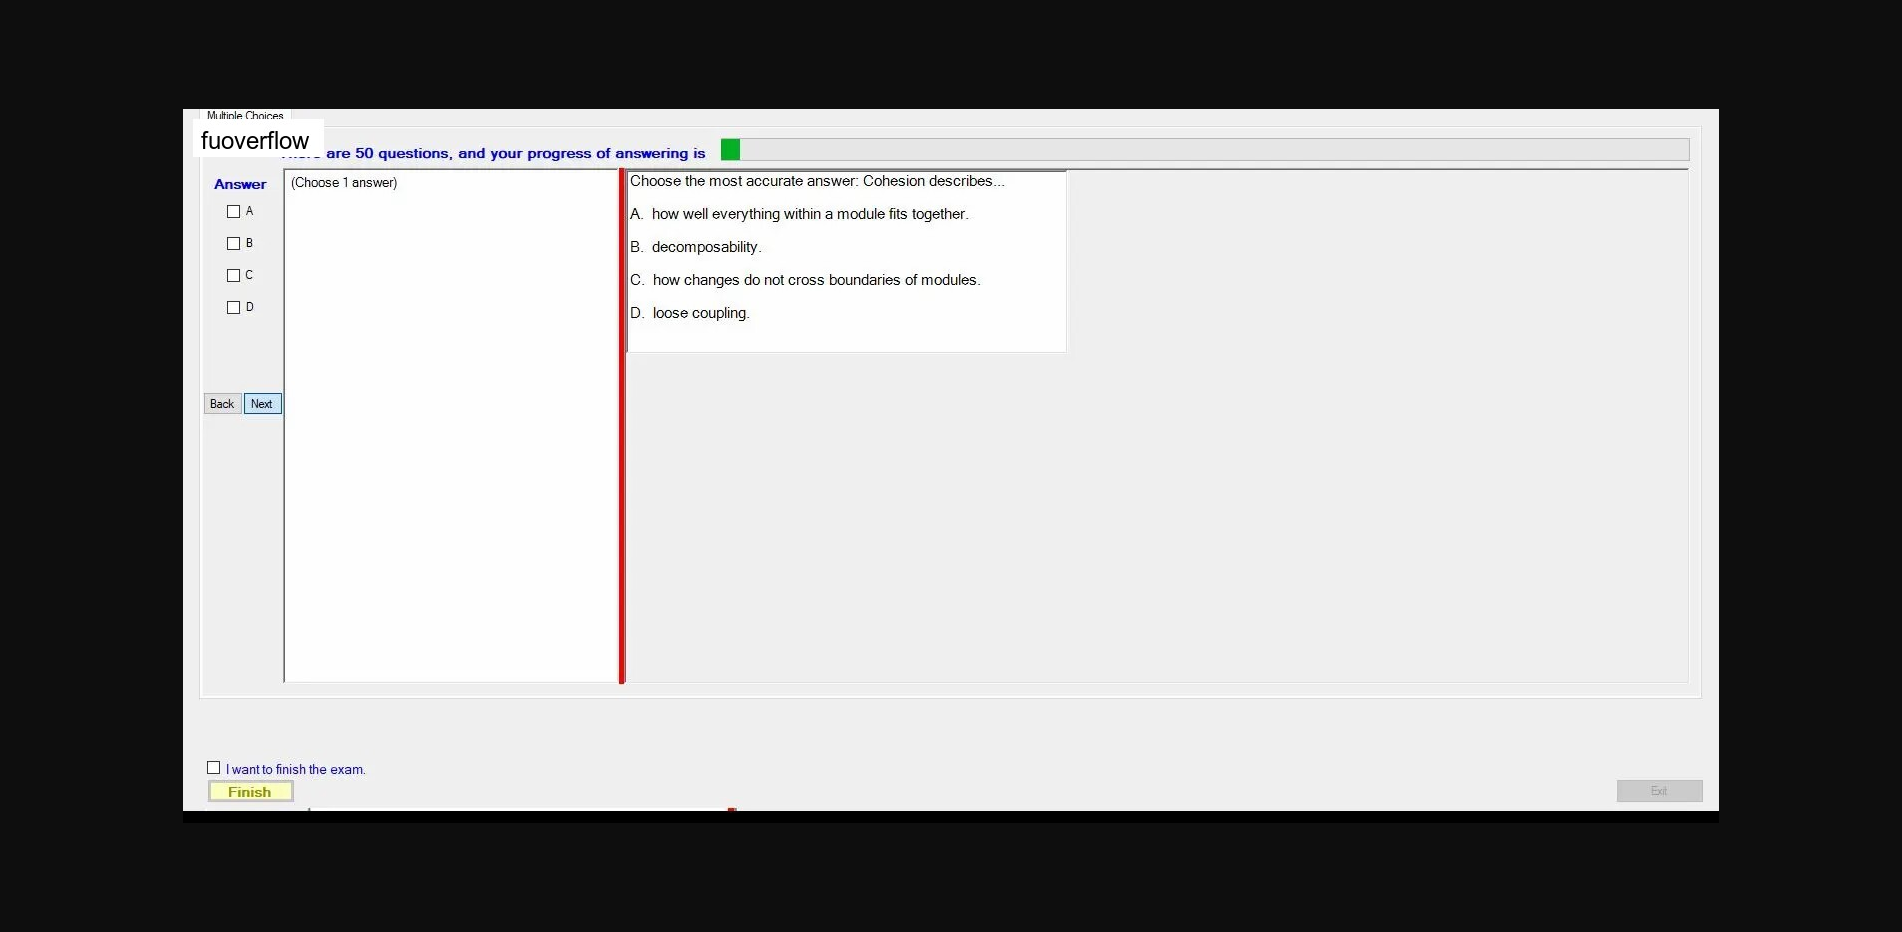 Multiple Choices
fuoverflow
are 50 questions, and your progress of answering is
Answer
A
B
C
D
Back Next
(Choose 1 answer)
Choose the most accurate answer: Cohesion describes...
A. how well everything within a module fits together.
B. decomposability.
C. how changes do not cross boundaries of modules.
D. loose coupling.
I want to finish the exam.
Finish
Exit